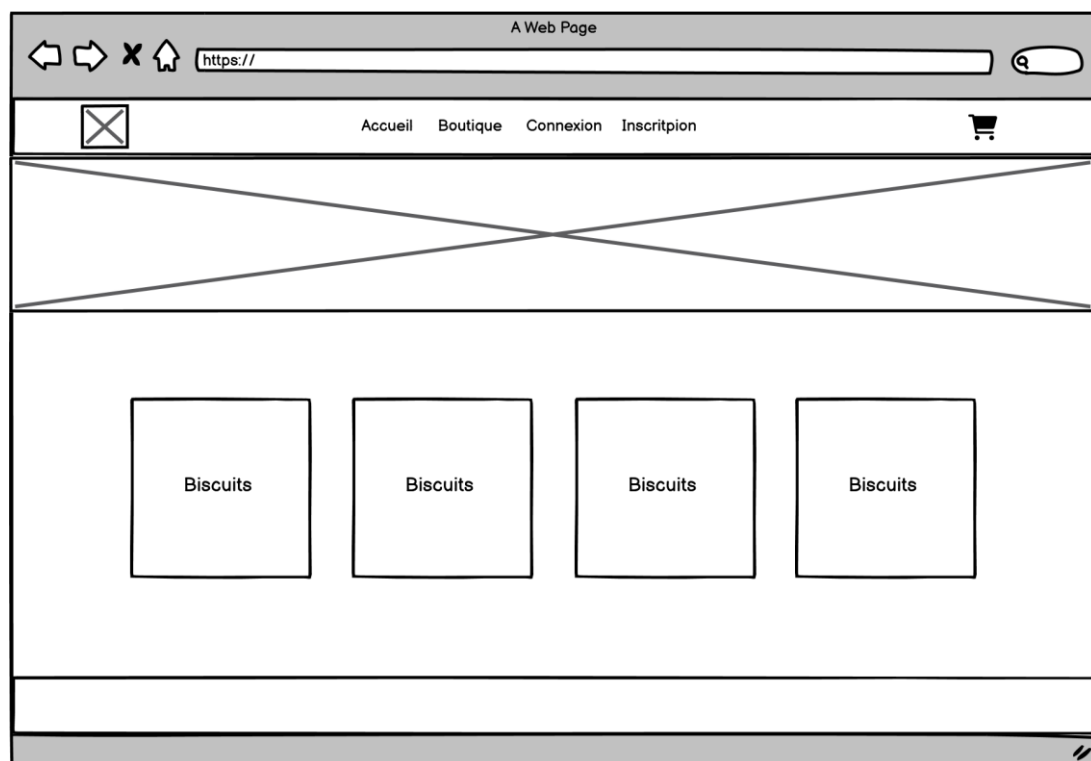 A Web Page
https://
Accueil Boutique Connexion Inscritpion
Biscuits Biscuits Biscuits Biscuits